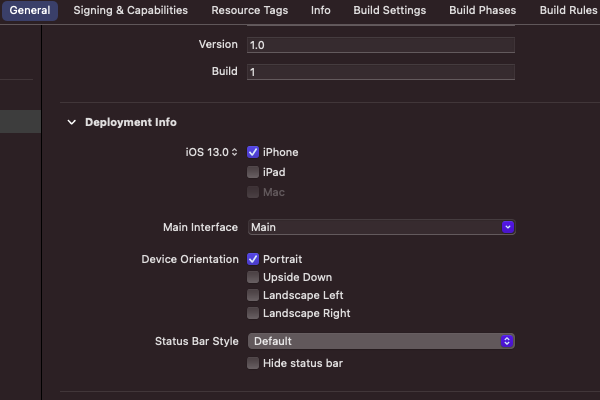 General Signing & Capabilities Resource Tags Info Build Settings Build Phases Build Rules
Version 1.0
Build 1
Deployment Info
iOS 13.0 iPhone
iPad
Mac
Main Interface Main
Device Orientation Portrait
Upside Down
Landscape Left
Landscape Right
Status Bar Style Default
Hide status bar